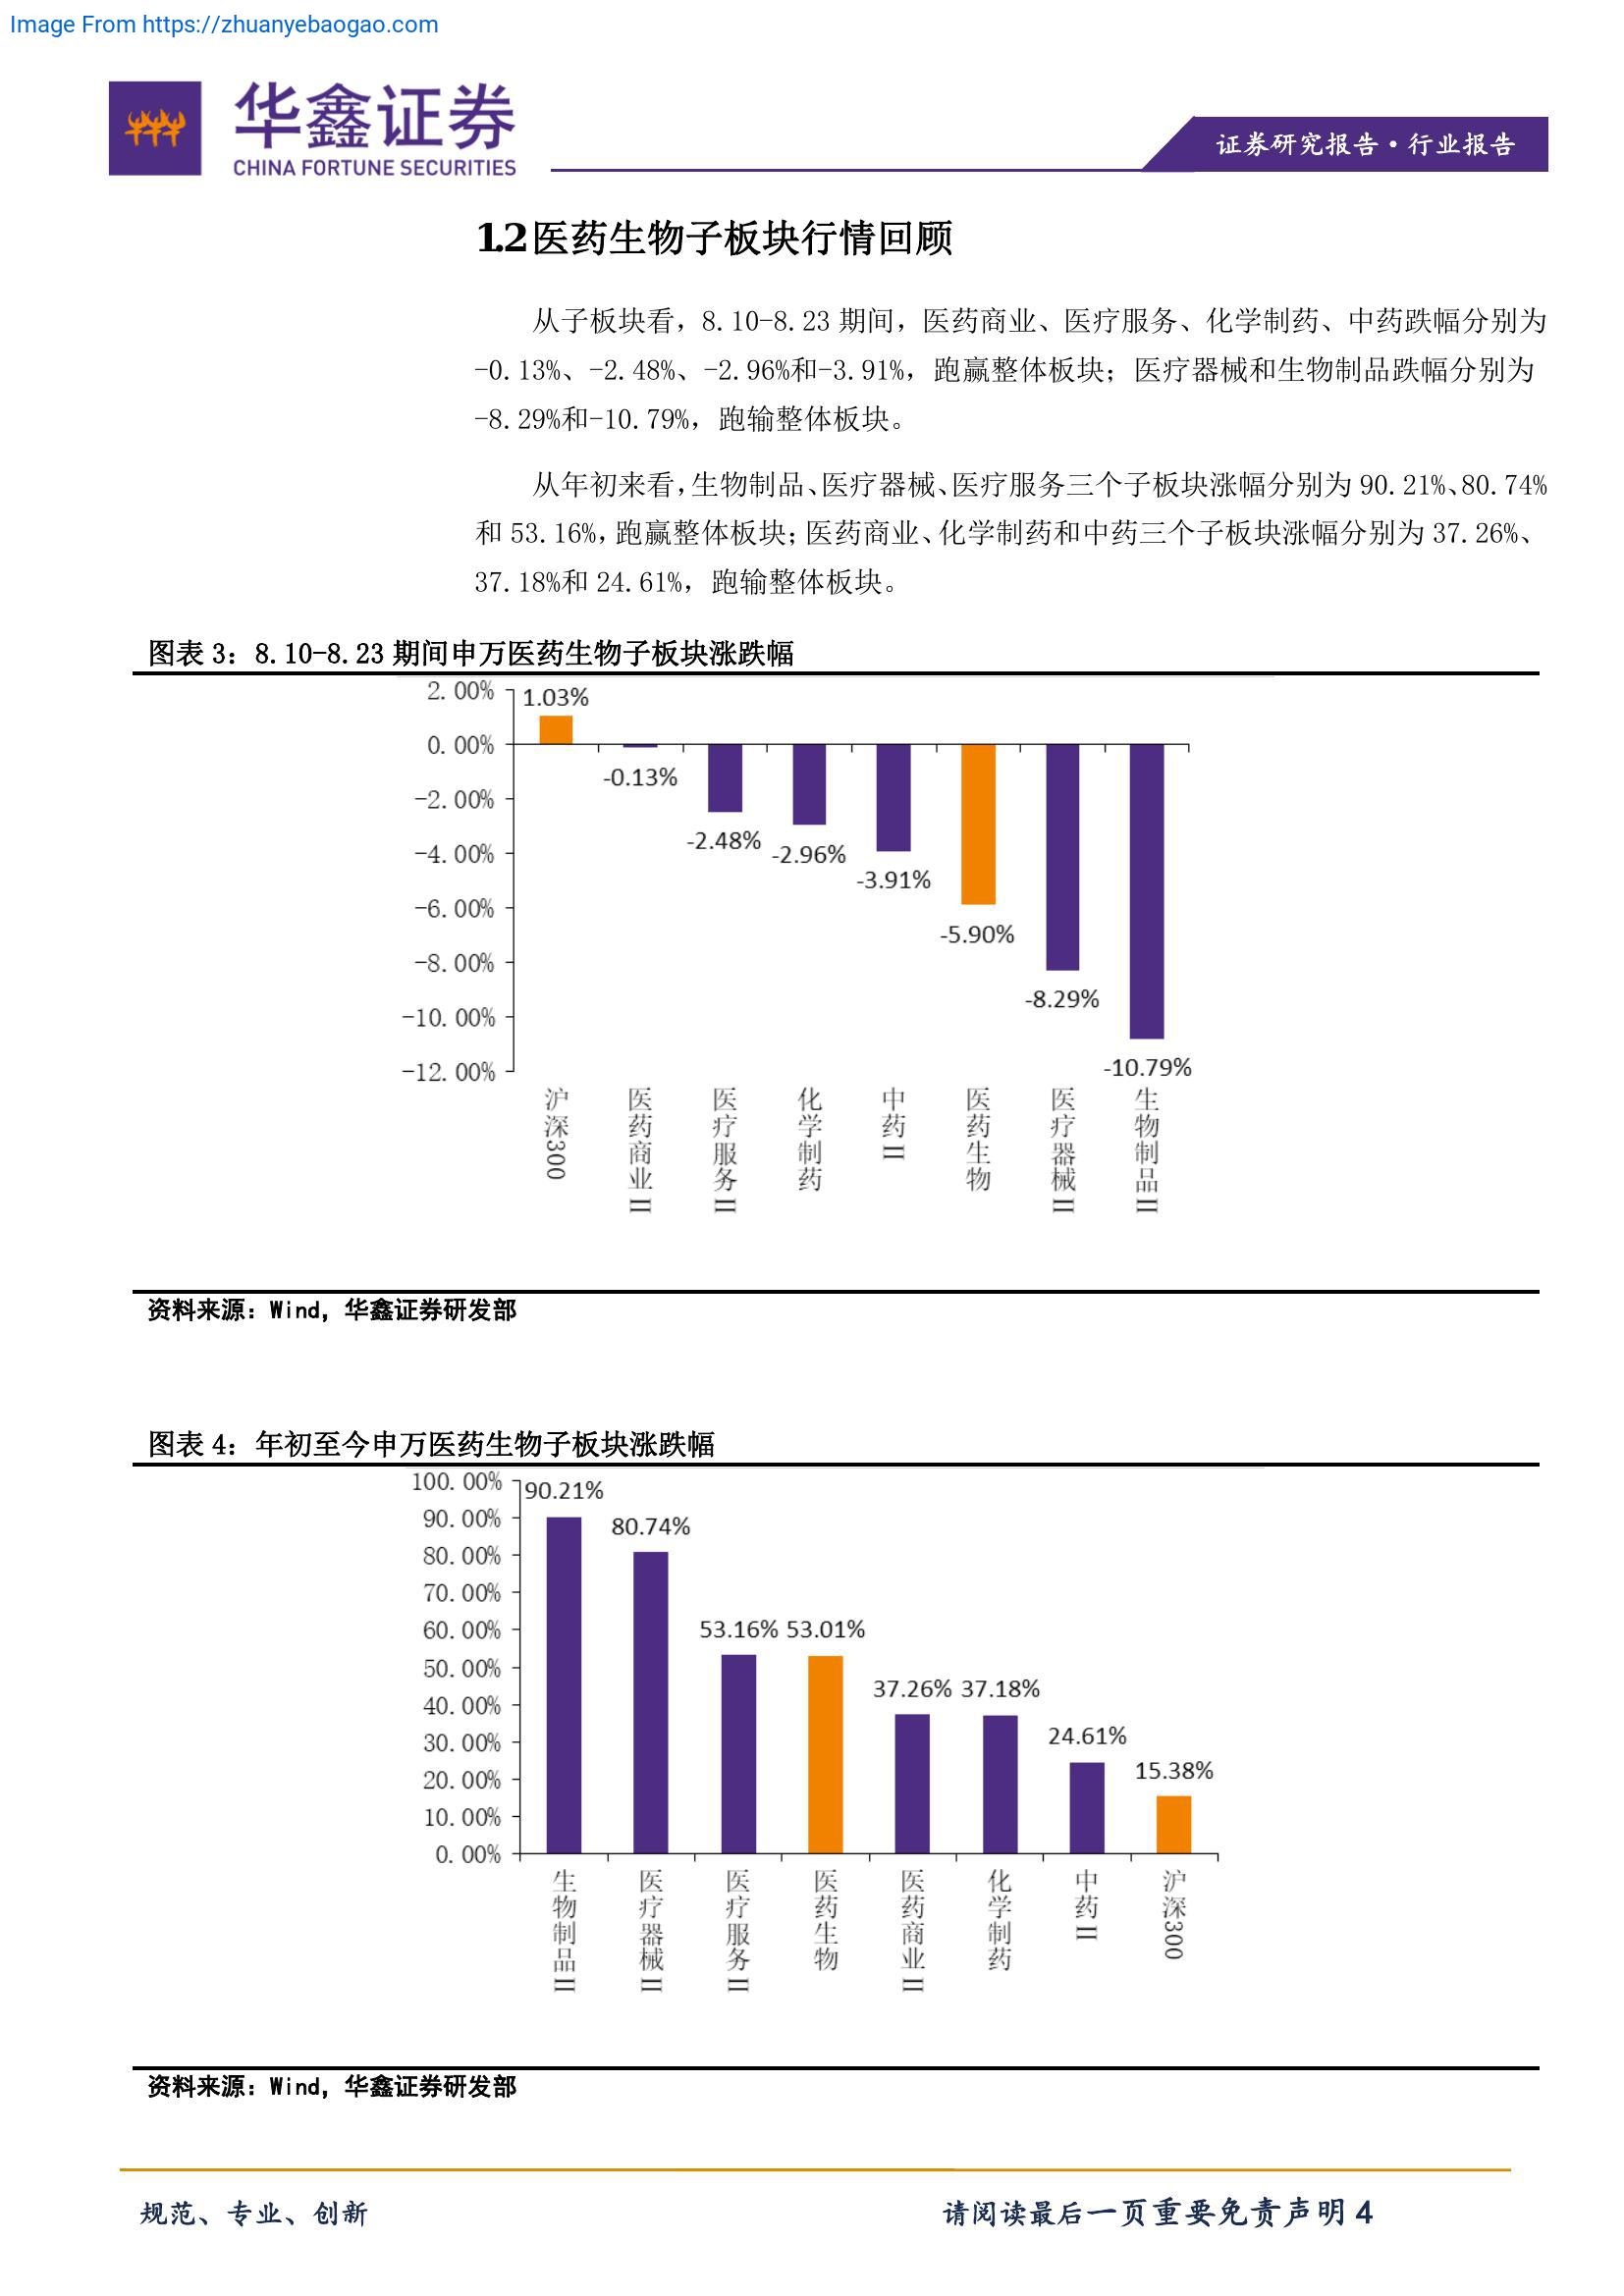 Image From https://zhuanyebaogao.com
华鑫证券
CHINA FORTUNE SECURITIES
证券研究报告·行业报告
1.2 医药生物子板块行情回顾
从子板块看，8.10-8.23 期间，医药商业、医疗服务、化学制药、中药跌幅分别为
-0.13%、-2.48%、-2.96%和-3.91%，跑赢整体板块；医疗器械和生物制品跌幅分别为
-8.29%和-10.79%，跑输整体板块。
从年初来看，生物制品、医疗器械、医疗服务三个子板块涨幅分别为 90.21%、80.74%
和 53.16%，跑赢整体板块；医药商业、化学制药和中药三个子板块涨幅分别为 37.26%、
37.18%和 24.61%，跑输整体板块。
图表 3：8.10-8.23 期间申万医药生物子板块涨跌幅
2.00%
0.00%
-2.00%
-4.00%
-6.00%
-8.00%
-10.00%
-12.00%
1.03%
-0.13%
-2.48%
-2.96%
-3.91%
-5.90%
-8.29%
-10.79%
沪深300
医药商业II
医疗服务II
化学制药
中药II
医药生物
医疗器械II
生物制品II
资料来源：Wind，华鑫证券研发部
图表 4：年初至今申万医药生物子板块涨跌幅
100.00%
90.00%
80.00%
70.00%
60.00%
50.00%
40.00%
30.00%
20.00%
10.00%
0.00%
90.21%
80.74%
53.16%
53.01%
37.26%
37.18%
24.61%
15.38%
生物制品II
医疗器械II
医疗服务II
医药生物
医药商业II
化学制药
中药II
沪深300
资料来源：Wind，华鑫证券研发部
规范、专业、创新
请阅读最后一页重要免责声明 4